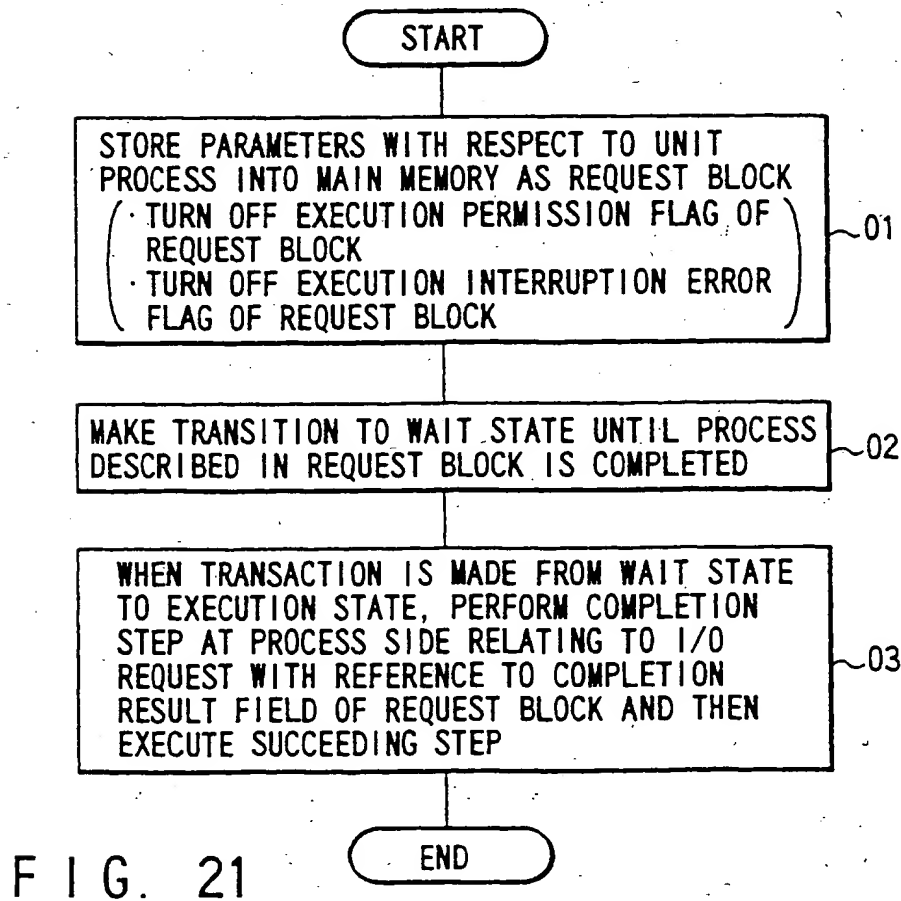 START
STORE PARAMETERS WITH RESPECT TO UNIT
PROCESS INTO MAIN MEMORY AS REQUEST BLOCK
· TURN OFF EXECUTION PERMISSION FLAG OF
REQUEST BLOCK
· TURN OFF EXECUTION INTERRUPTION ERROR
FLAG OF REQUEST BLOCK
01
MAKE TRANSITION TO WAIT STATE UNTIL PROCESS
DESCRIBED IN REQUEST BLOCK IS COMPLETED
02
WHEN TRANSACTION IS MADE FROM WAIT STATE
TO EXECUTION STATE, PERFORM COMPLETION
STEP AT PROCESS SIDE RELATING TO I/O
REQUEST WITH REFERENCE TO COMPLETION
RESULT FIELD OF REQUEST BLOCK AND THEN
EXECUTE SUCCEEDING STEP
03
END
FIG. 21